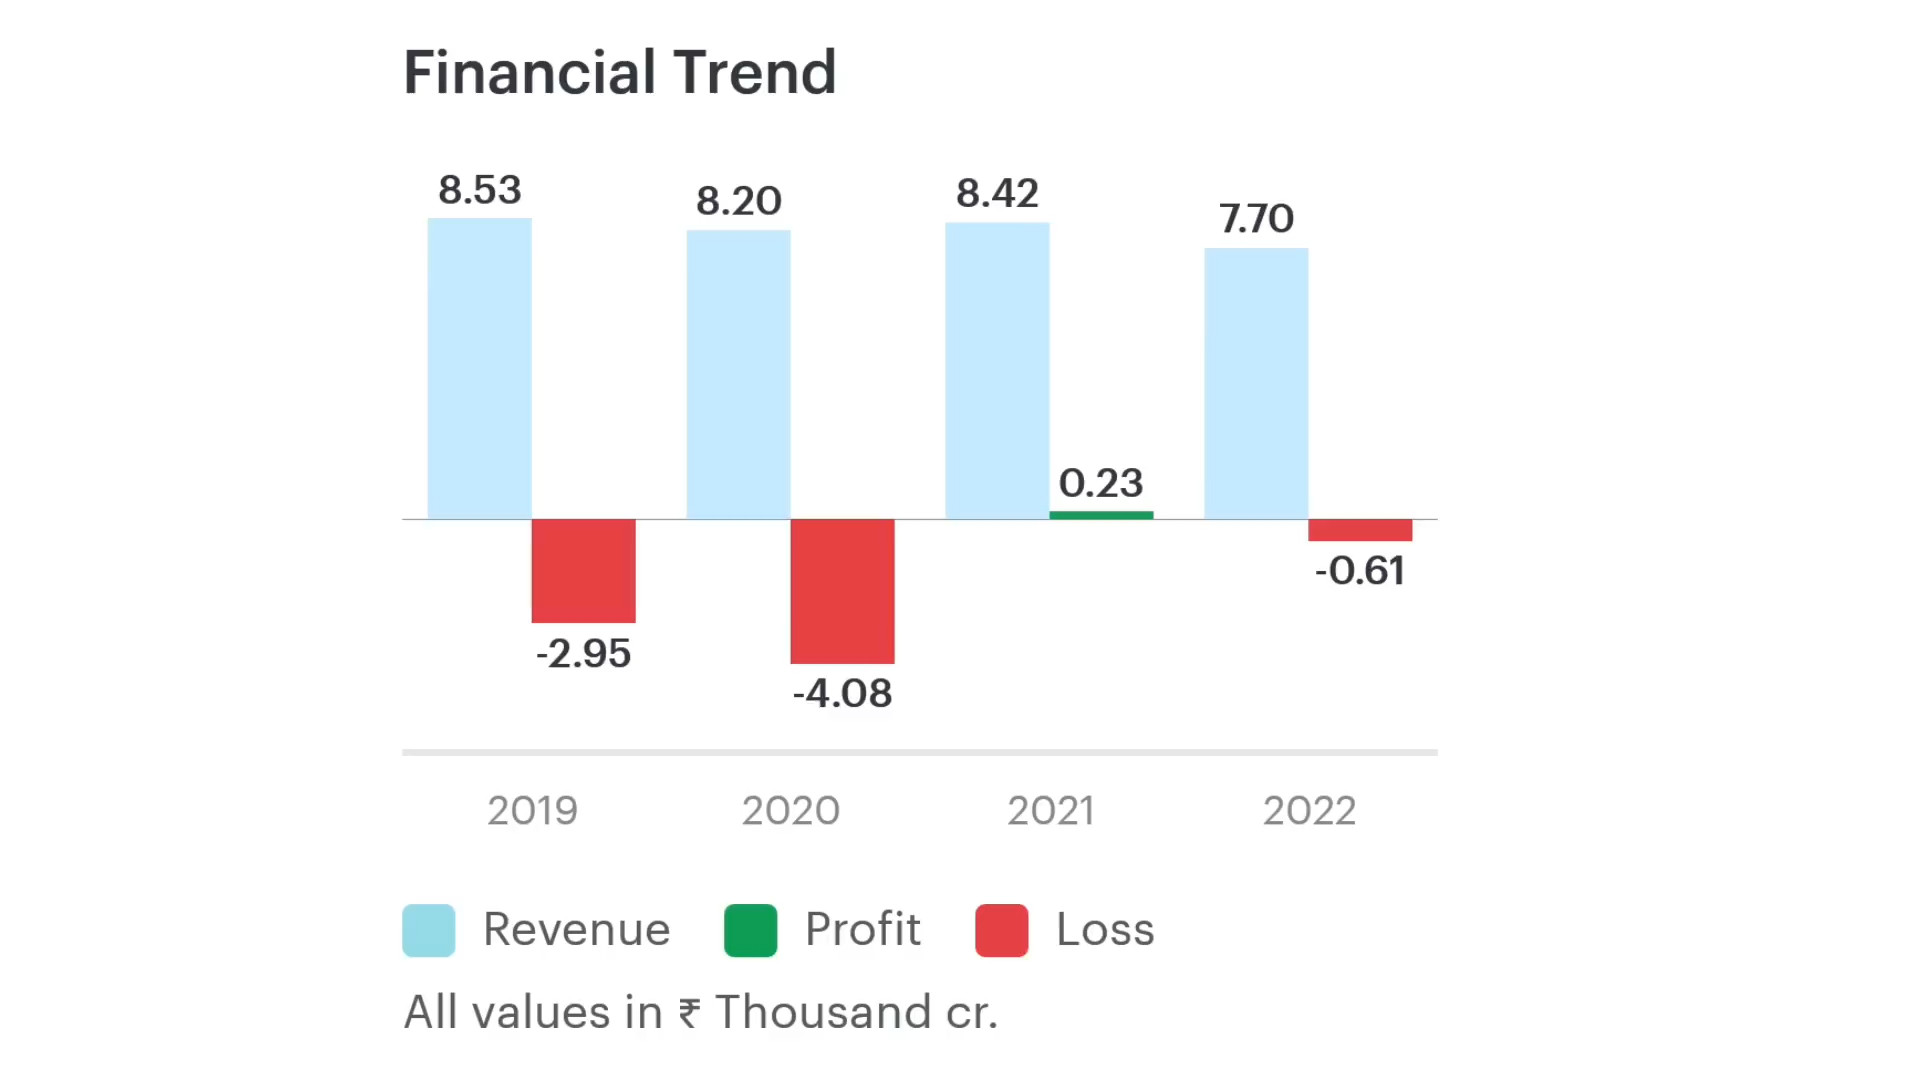 Financial Trend
8.53 8.20 8.42 7.70
0.23
-2.95 -4.08 -0.61
2019 2020 2021 2022
Revenue Profit Loss
All values in ₹ Thousand cr.